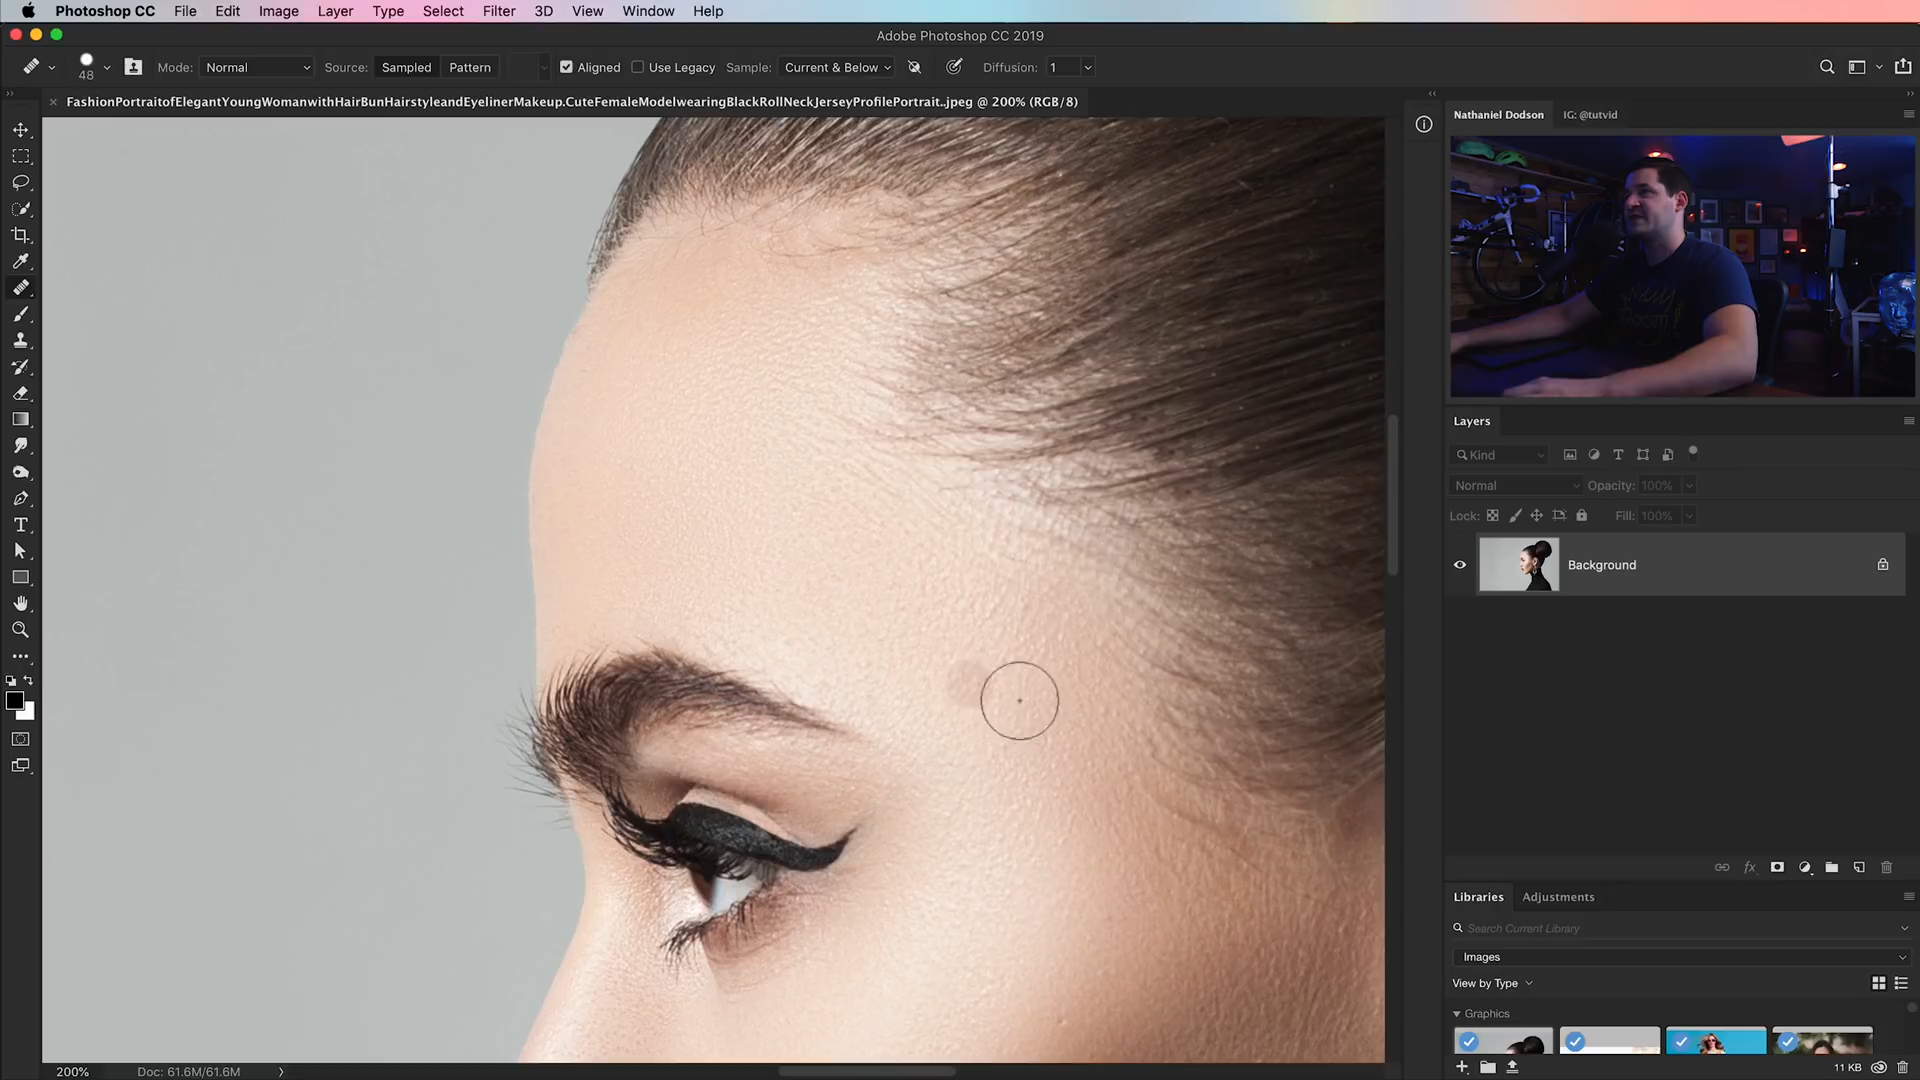 Photoshop CC File Edit Image Layer Type Select Filter 3D View Window Help
Adobe Photoshop CC 2019
48 Mode: Normal Source: Sampled Pattern Aligned Use Legacy Sample: Current & Below Diffusion: 1
FashionPortraitofElegantYoungWomanwithHairBunHairstyleandEyelinerMakeup.CuteFemaleModelwearingBlackRollNeckJerseyProfilePortrait..jpeg @ 200% (RGB/8)
Nathaniel Dodson IG: @tutvid
Layers
Kind
Normal Opacity: 100%
Lock: Fill: 100%
Background
Libraries Adjustments
Search Current Library
Images
View by Type
Graphics
200% Doc: 61.6M/61.6M
11 KB